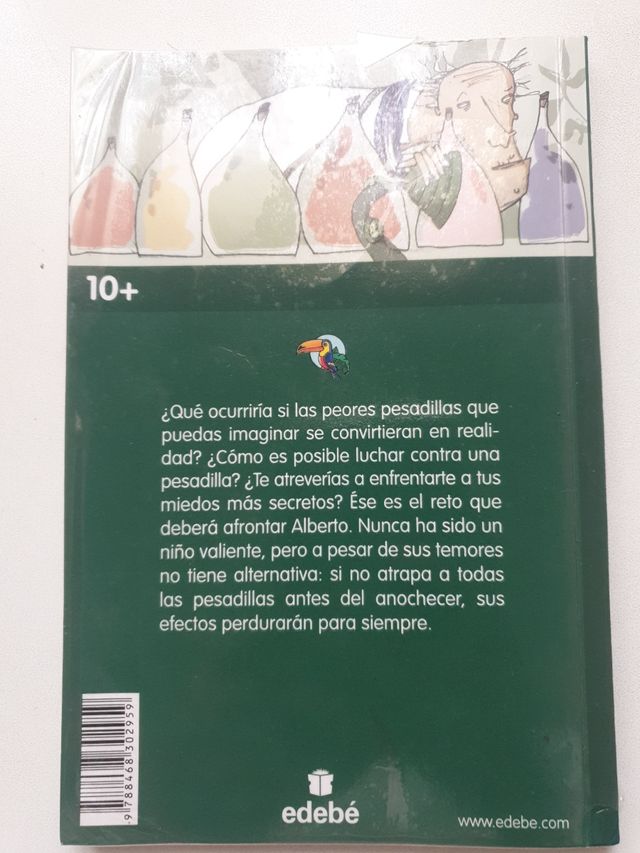 10+
¿Qué ocurriría si las peores pesadillas que
puedas imaginar se convirtieran en reali-
dad? ¿Cómo es posible luchar contra una
pesadilla? ¿Te atreverías a enfrentarte a tus
miedos más secretos? Ése es el reto que
deberá afrontar Alberto. Nunca ha sido un
niño valiente, pero a pesar de sus temores
no tiene alternativa: si no atrapa a todas
las pesadillas antes del anochecer, sus
efectos perdurarán para siempre.
9 788468 302959
edebé
www.edebe.com